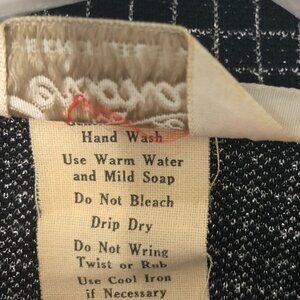 Hand Wash
Use Warm Water
and Mild Soap
Do Not Bleach
Drip Dry
Do Not Wring
Twist or Rub
Use Cool Iron
if Necessary